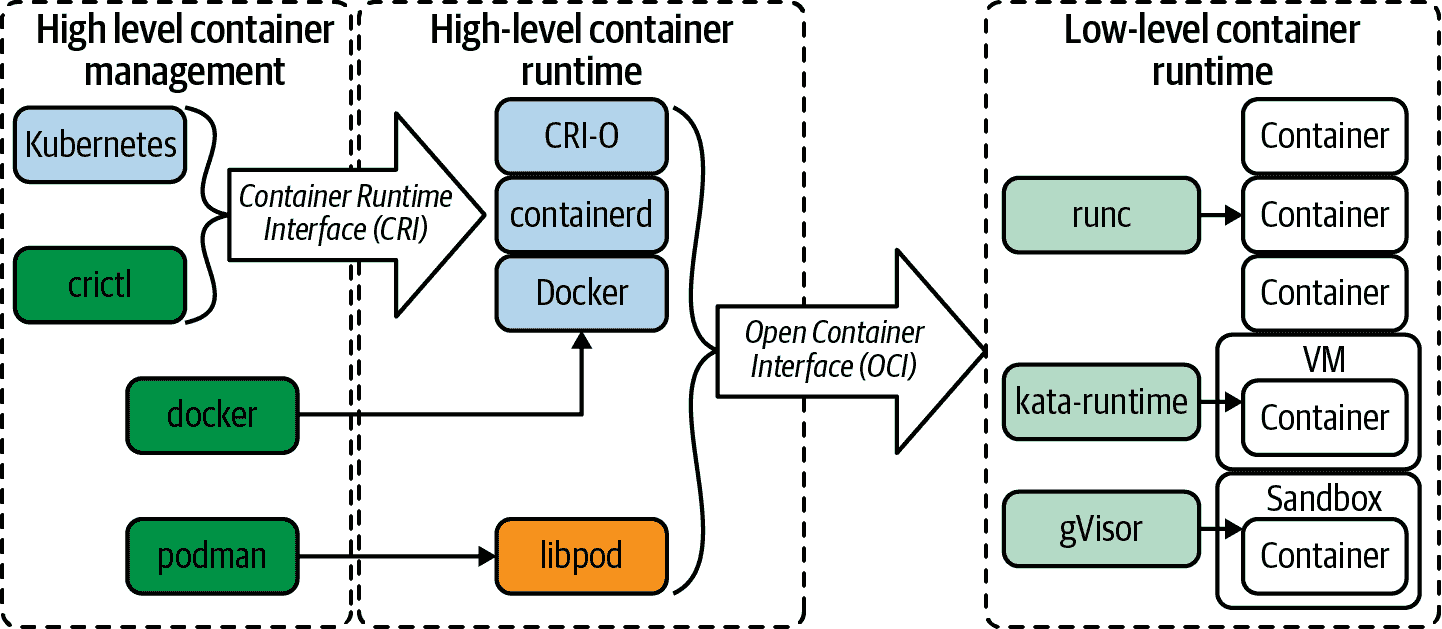 High level container
management
Kubernetes
crictl
docker
podman
Container Runtime
Interface (CRI)
High-level container
runtime
CRI-O
containerd
Docker
libpod
Open Container
Interface (OCI)
Low-level container
runtime
runc
Container
Container
Container
kata-runtime
VM
Container
gVisor
Sandbox
Container